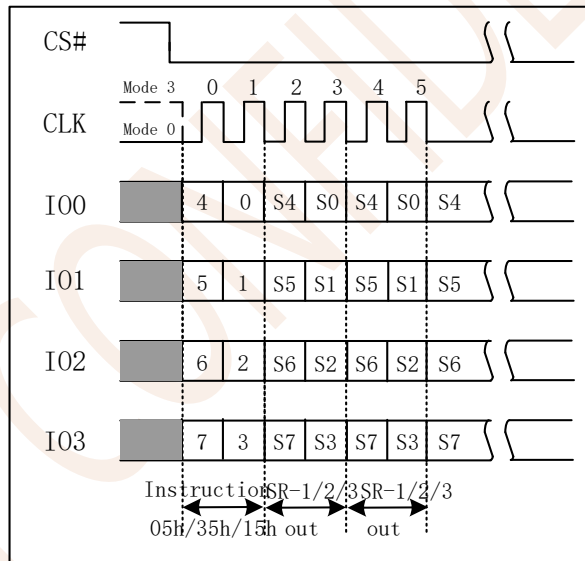 CS#
Mode 3 0 1 2 3 4 5
CLK
Mode 0
IO0 4 0 S4 S0 S4 S0 S4
IO1 5 1 S5 S1 S5 S1 S5
IO2 6 2 S6 S2 S6 S2 S6
IO3 7 3 S7 S3 S7 S3 S7
Instruction SR-1/2/3 SR-1/2/3
05h/35h/15h out out